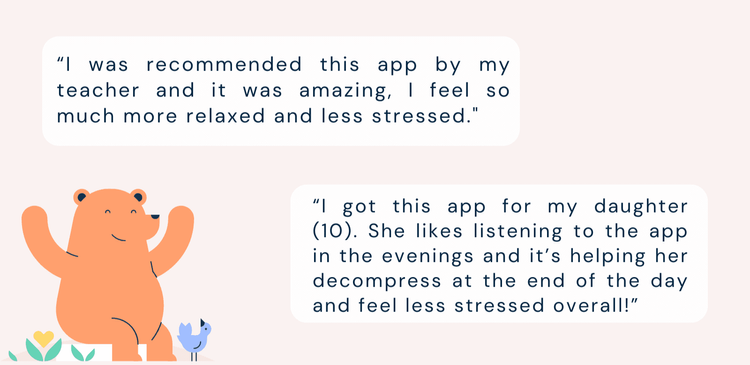 “I was recommended this app by my
teacher and it was amazing, I feel so
much more relaxed and less stressed."
“I got this app for my daughter
(10). She likes listening to the app
in the evenings and it’s helping her
decompress at the end of the day
and feel less stressed overall!”